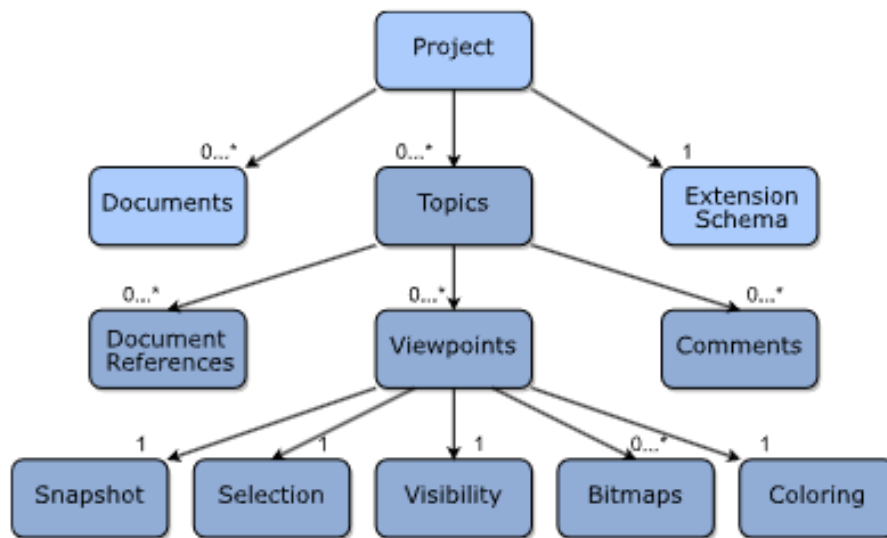 Project
0...*
0...*
1
Documents
Topics
Extension
Schema
0...*
0...*
0...*
Document
References
Viewpoints
Comments
1
1
1
0...*
1
Snapshot
Selection
Visibility
Bitmaps
Coloring